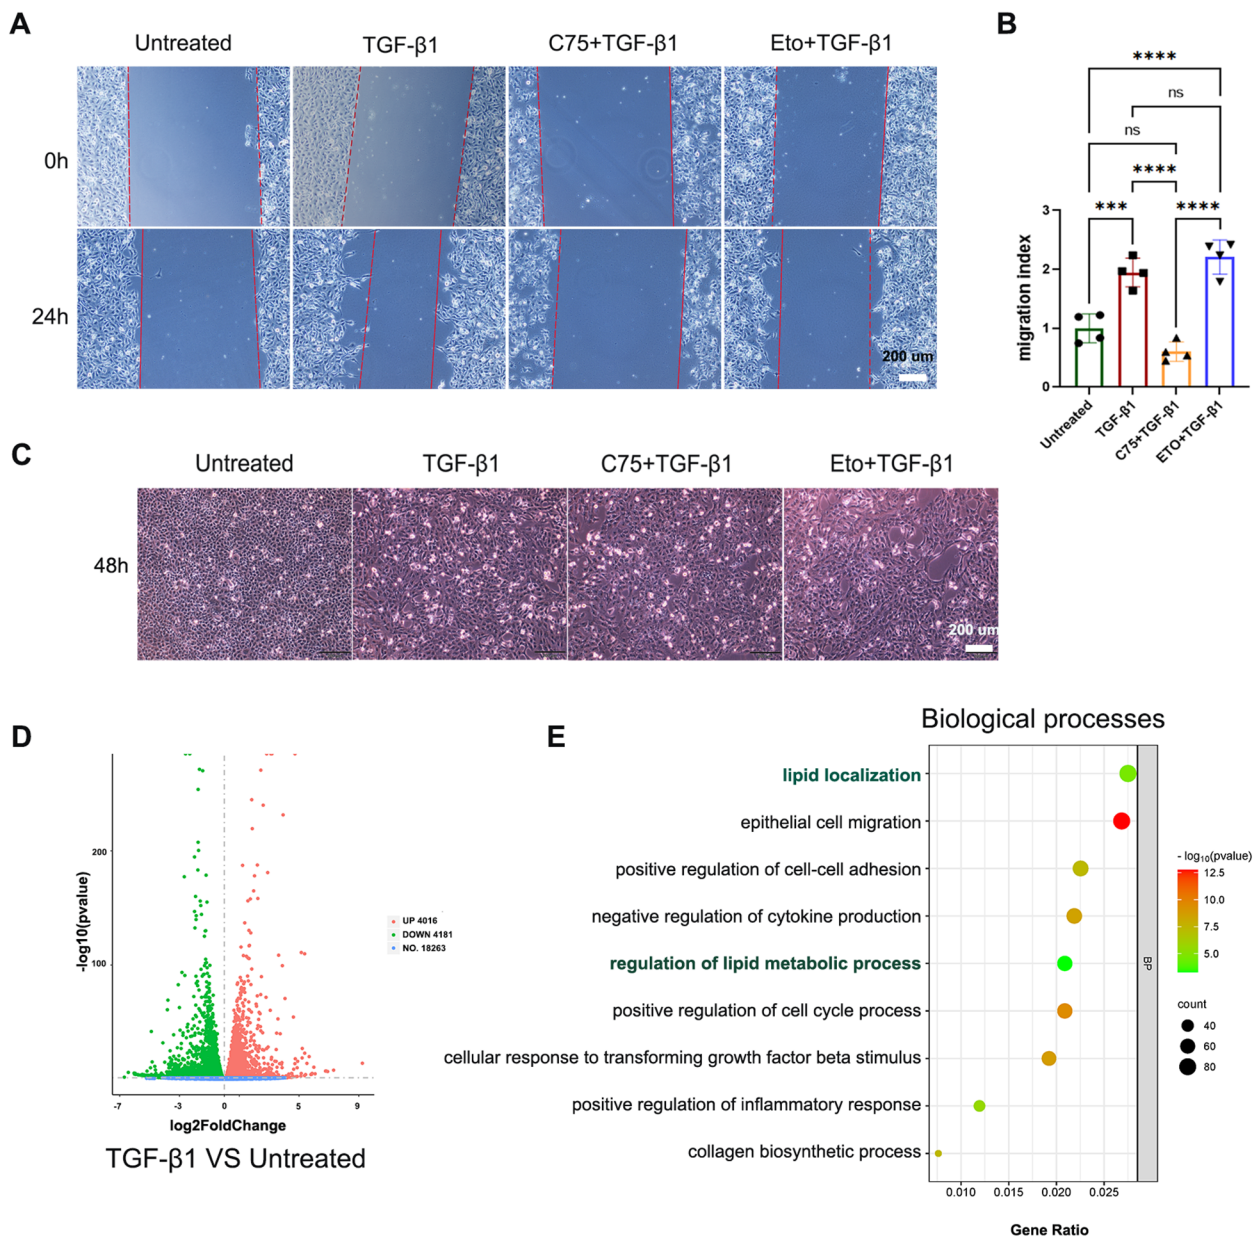 A
Untreated
TGF-β1
C75+TGF-β1
Eto+TGF-β1
0h
24h
200 um
B
****
ns
ns
****
***
****
migration index
3
2
1
0
Untreated
TGF-β1
C75+TGF-β1
ETO+TGF-β1
C
Untreated
TGF-β1
C75+TGF-β1
Eto+TGF-β1
48h
200 um
D
-log10(pvalue)
200
100
UP 4016
DOWN 4181
NO. 18263
-7
-3
0
5
9
log2FoldChange
TGF-β1 VS Untreated
E
Biological processes
lipid localization
epithelial cell migration
positive regulation of cell-cell adhesion
negative regulation of cytokine production
regulation of lipid metabolic process
positive regulation of cell cycle process
cellular response to transforming growth factor beta stimulus
positive regulation of inflammatory response
collagen biosynthetic process
BP
0.010
0.015
0.020
0.025
Gene Ratio
- log10(pvalue)
12.5
10.0
7.5
5.0
count
40
60
80